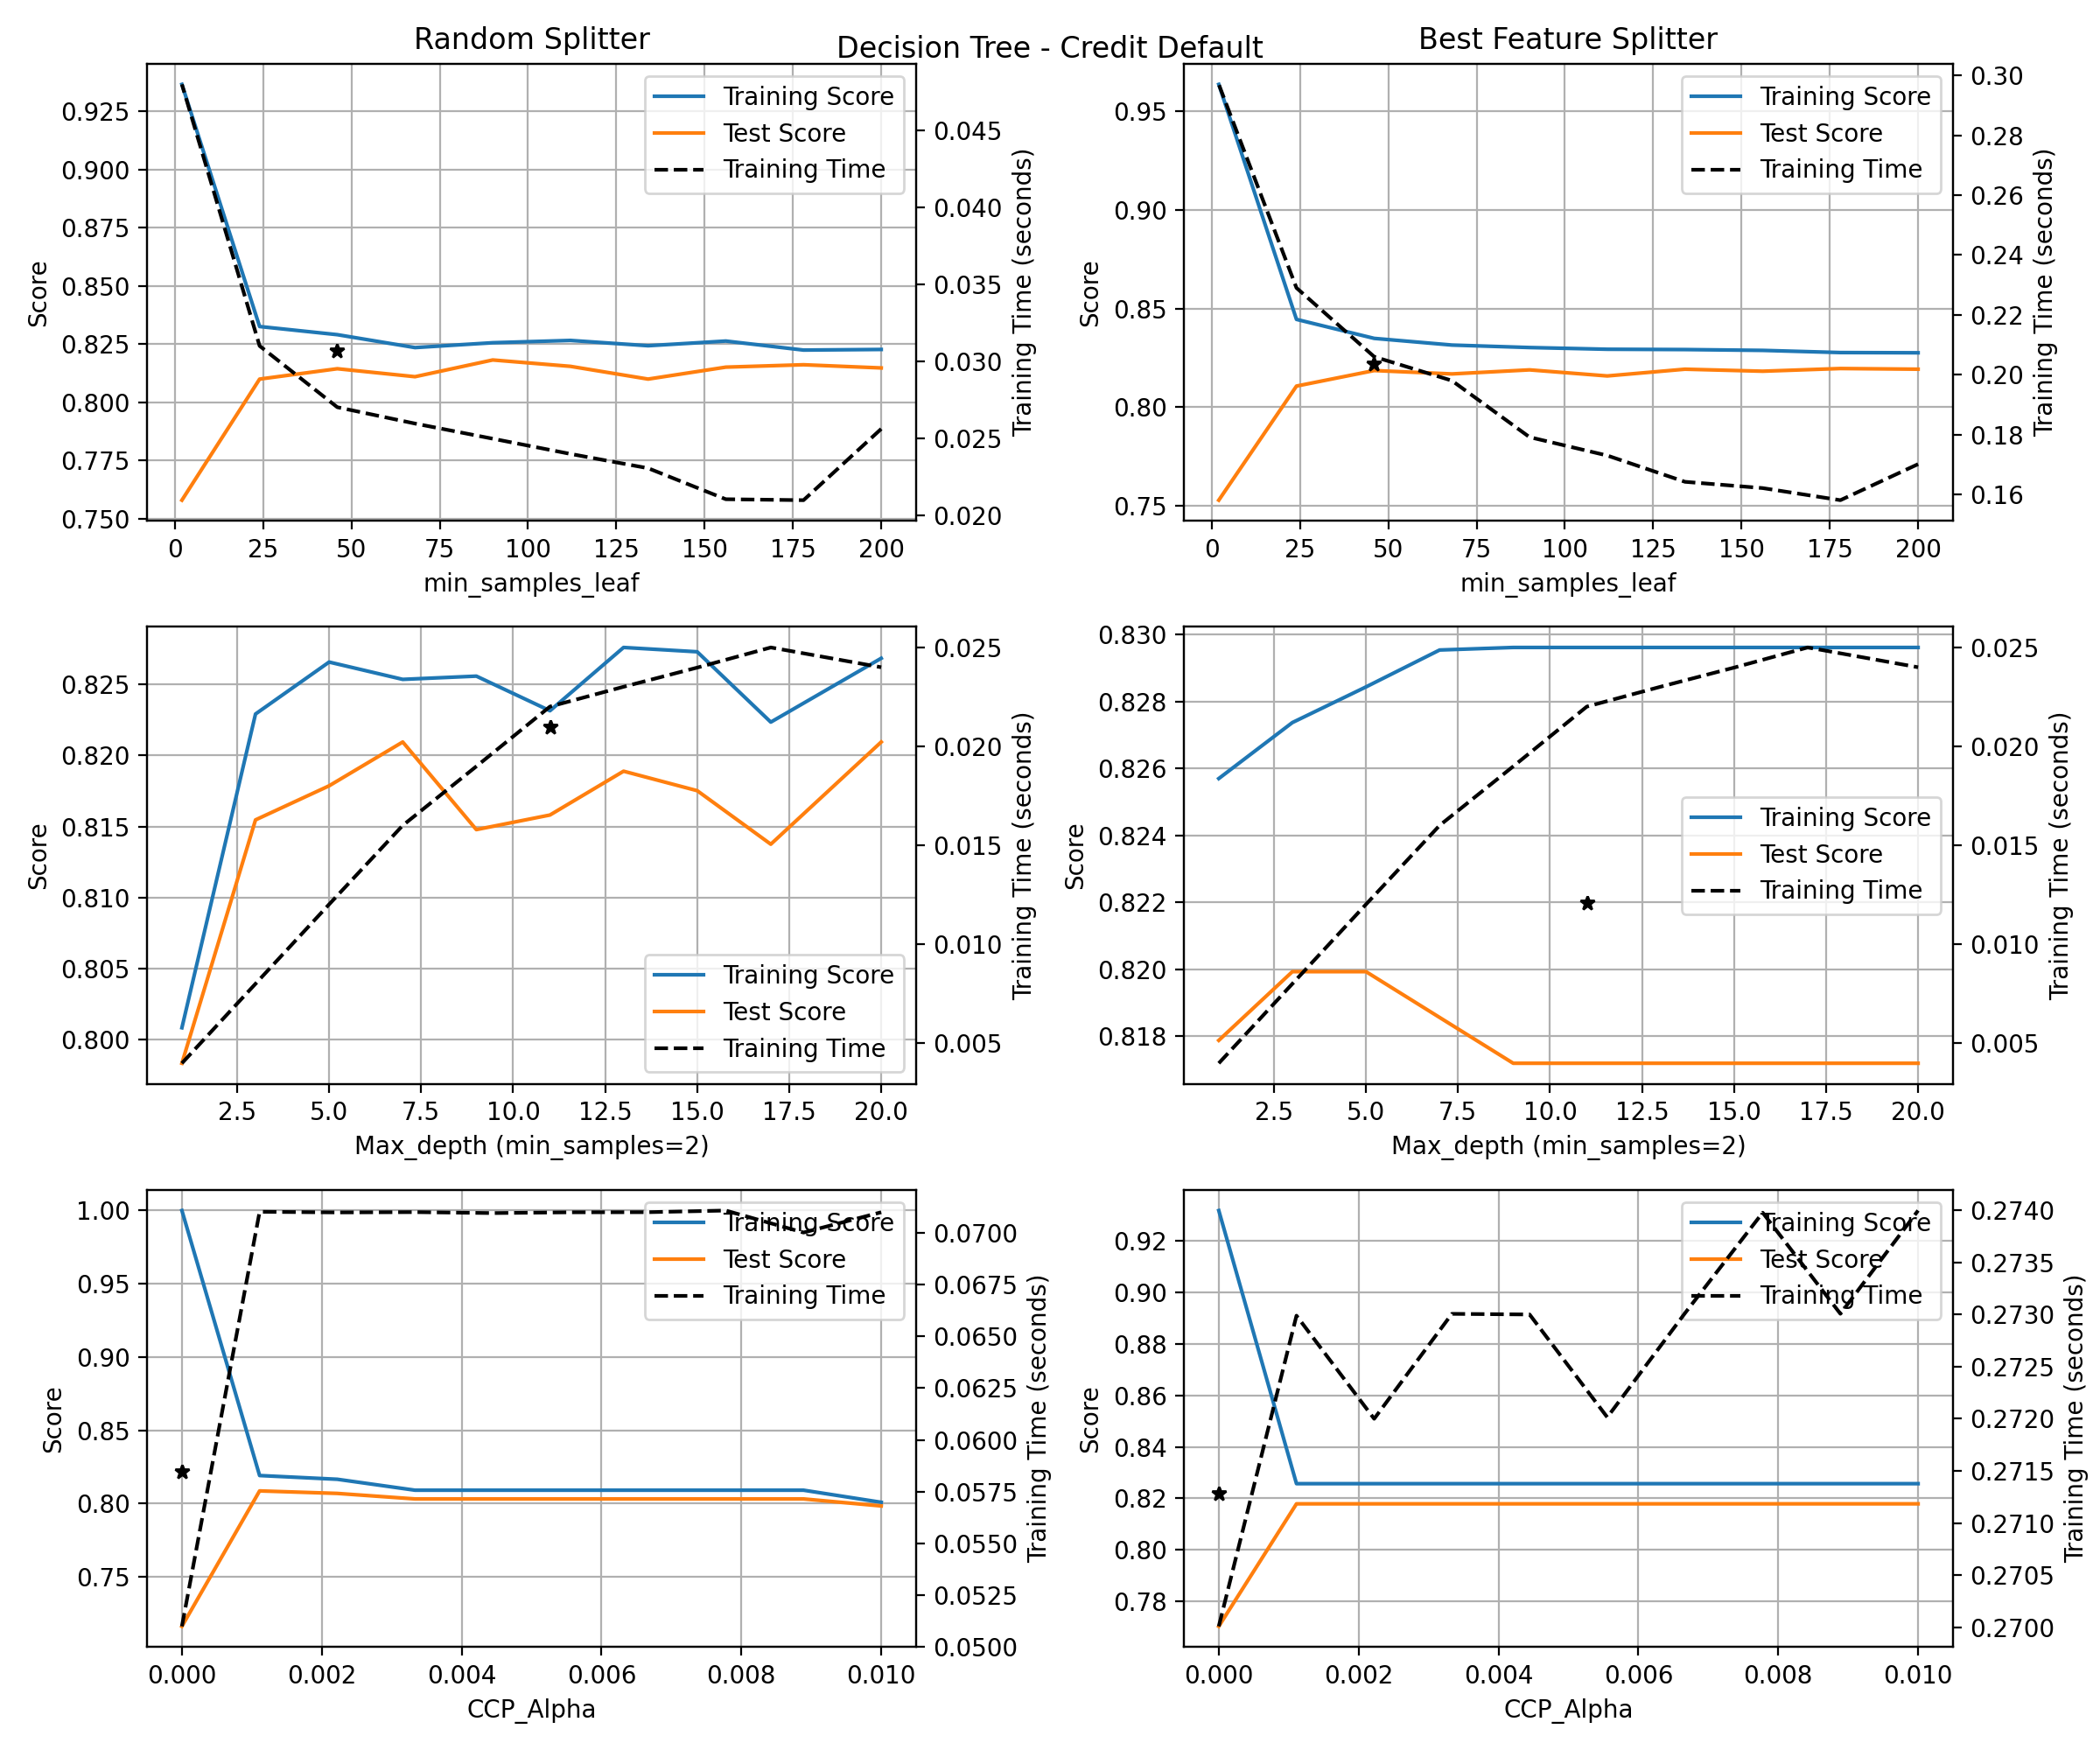 Decision Tree - Credit Default
Random Splitter
0.925
0.900
0.875
0.850
0.825
0.800
0.775
0.750
Score
Training Score
Test Score
Training Time
0.045
0.040
0.035
0.030
0.025
0.020
Training Time (seconds)
0 25 50 75 100 125 150 175 200
min_samples_leaf
Best Feature Splitter
0.95
0.90
0.85
0.80
0.75
Score
Training Score
Test Score
Training Time
0.30
0.28
0.26
0.24
0.22
0.20
0.18
0.16
Training Time (seconds)
0 25 50 75 100 125 150 175 200
min_samples_leaf
0.825
0.820
0.815
0.810
0.805
0.800
Score
Training Score
Test Score
Training Time
0.025
0.020
0.015
0.010
0.005
Training Time (seconds)
2.5 5.0 7.5 10.0 12.5 15.0 17.5 20.0
Max_depth (min_samples=2)
0.830
0.828
0.826
0.824
0.822
0.820
0.818
Score
Training Score
Test Score
Training Time
0.025
0.020
0.015
0.010
0.005
Training Time (seconds)
2.5 5.0 7.5 10.0 12.5 15.0 17.5 20.0
Max_depth (min_samples=2)
1.00
0.95
0.90
0.85
0.80
0.75
Score
Training Score
Test Score
Training Time
0.0700
0.0675
0.0650
0.0625
0.0600
0.0575
0.0550
0.0525
0.0500
Training Time (seconds)
0.000 0.002 0.004 0.006 0.008 0.010
CCP_Alpha
0.92
0.90
0.88
0.86
0.84
0.82
0.80
0.78
Score
Training Score
Test Score
Training Time
0.2740
0.2735
0.2730
0.2725
0.2720
0.2715
0.2710
0.2705
0.2700
Training Time (seconds)
0.000 0.002 0.004 0.006 0.008 0.010
CCP_Alpha